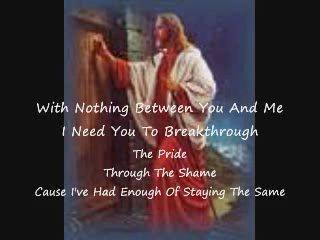 With Nothing Between You And Me
I Need You To Breakthrough
The Pride
Through The Shame
Cause I've Had Enough Of Staying The Same